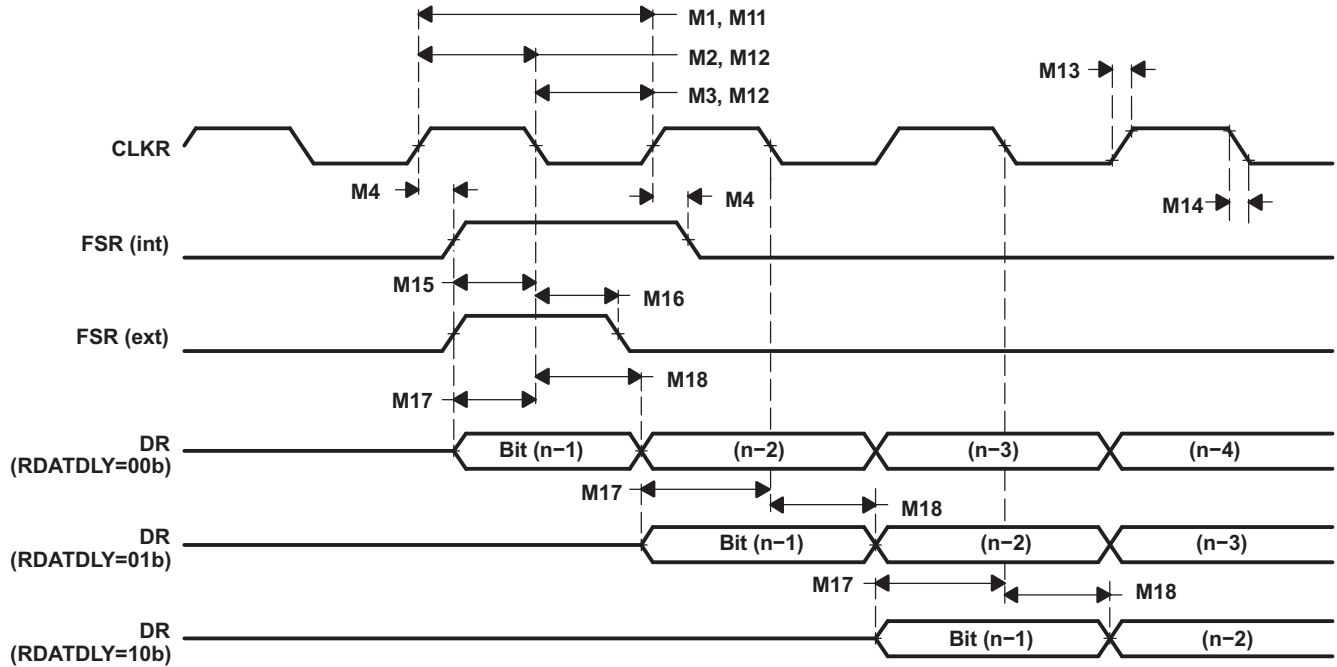 M1, M11
M2, M12
M3, M12
M13
CLKR
M4
M4
M14
FSR (int)
M15
M16
FSR (ext)
M18
M17
DR
(RDATDLY=00b)
Bit (n−1)
(n−2)
(n−3)
(n−4)
M17
M18
DR
(RDATDLY=01b)
Bit (n−1)
(n−2)
(n−3)
M17
M18
DR
(RDATDLY=10b)
Bit (n−1)
(n−2)